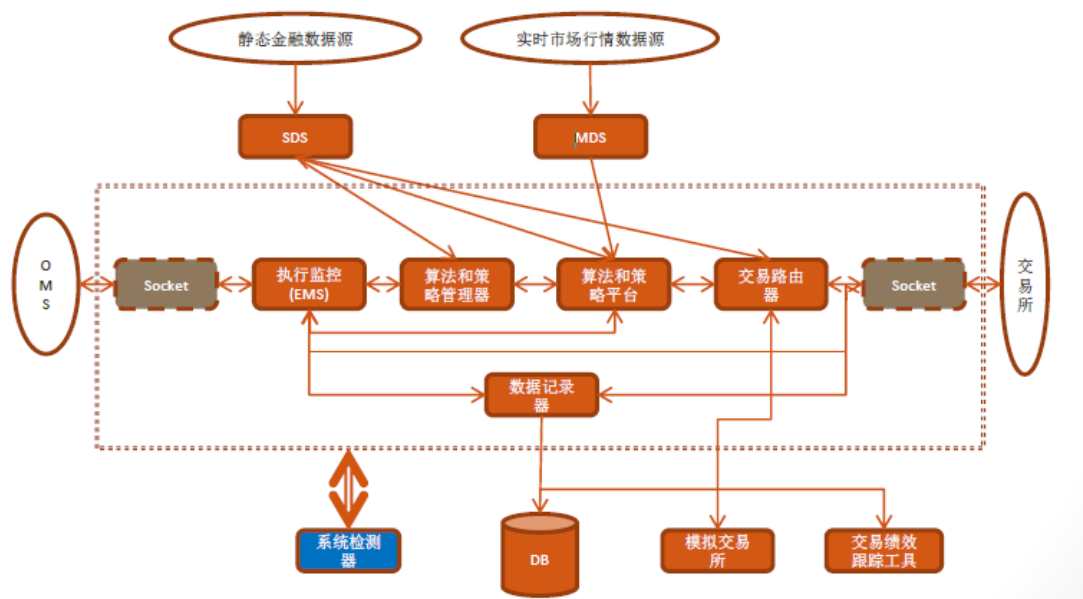 静态金融数据源
实时市场行情数据源
SDS
MDS
O
M
S
Socket
执行监控
(EMS)
算法和策
略管理器
算法和策
略平台
交易路由
器
Socket
交
易
所
数据记录
器
系统检测
器
DB
模拟交易
所
交易绩效
跟踪工具